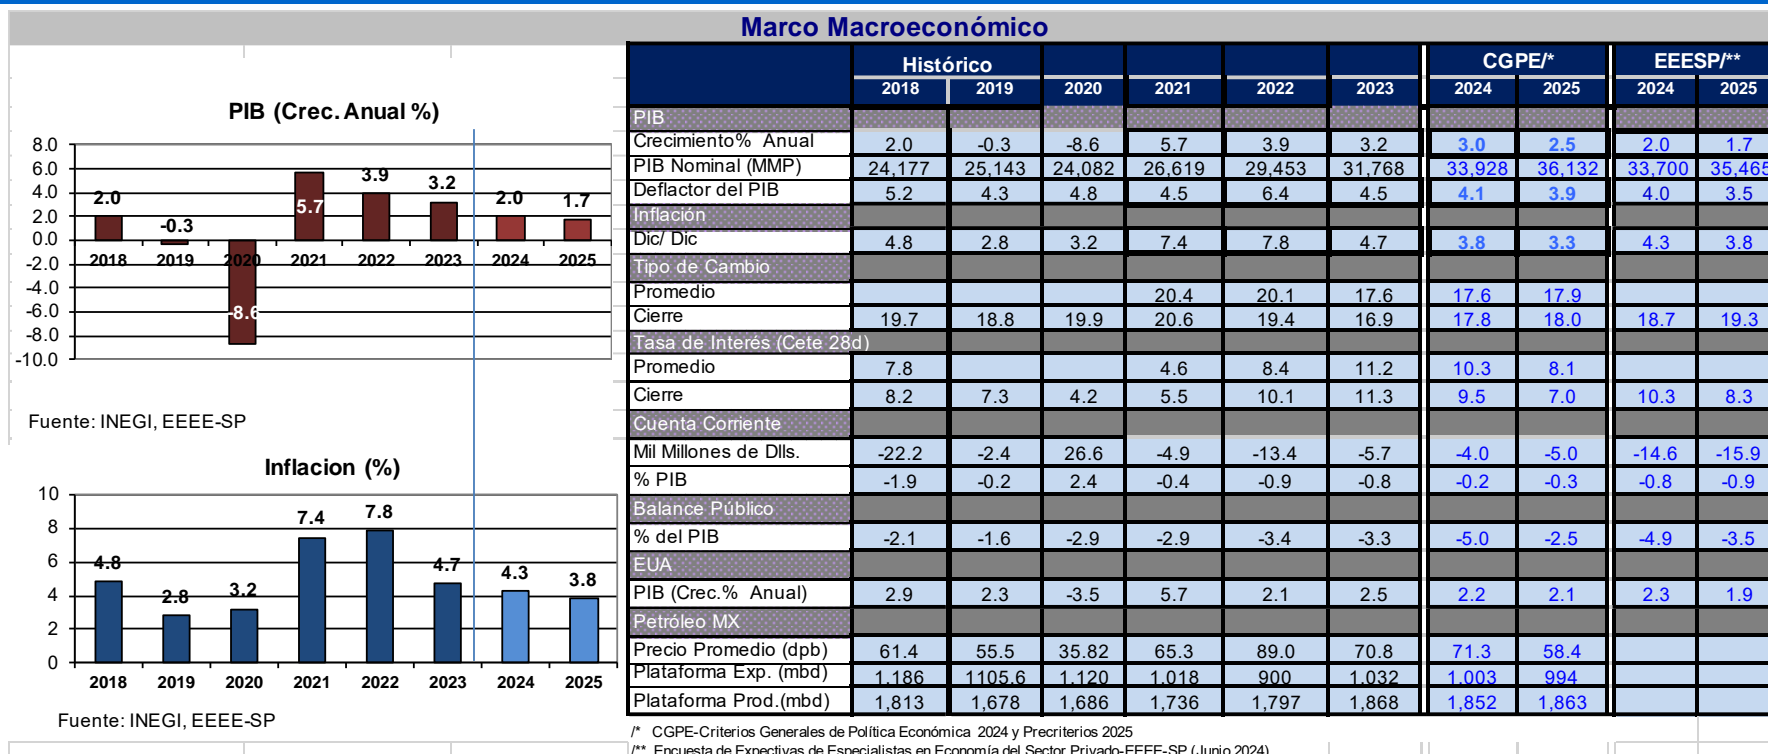 Marco Macroeconómico
PIB (Crec. Anual %)
8.0
6.0
4.0
2.0
0.0
-2.0
-4.0
-6.0
-8.0
-10.0
2.0 -0.3 -8.6 5.7 3.9 3.2 2.0 1.7
2018 2019 2020 2021 2022 2023 2024 2025
Fuente: INEGI, EEEE-SP
Inflacion (%)
10
8
6
4
2
0
4.8 2.8 3.2 7.4 7.8 4.7 4.3 3.8
2018 2019 2020 2021 2022 2023 2024 2025
Fuente: INEGI, EEEE-SP
Histórico CGPE/* EEESP/**
2018 2019 2020 2021 2022 2023 2024 2025 2024 2025
PIB
Crecimiento% Anual 2.0 -0.3 -8.6 5.7 3.9 3.2 3.0 2.5 2.0 1.7
PIB Nominal (MMP) 24,177 25,143 24,082 26,619 29,453 31,768 33,928 36,132 33,700 35,465
Deflactor del PIB 5.2 4.3 4.8 4.5 6.4 4.5 4.1 3.9 4.0 3.5
Inflación
Dic/ Dic 4.8 2.8 3.2 7.4 7.8 4.7 3.8 3.3 4.3 3.8
Tipo de Cambio
Promedio 20.4 20.1 17.6 17.6 17.9
Cierre 19.7 18.8 19.9 20.6 19.4 16.9 17.8 18.0 18.7 19.3
Tasa de Interés (Cete 28d)
Promedio 7.8 4.6 8.4 11.2 10.3 8.1
Cierre 8.2 7.3 4.2 5.5 10.1 11.3 9.5 7.0 10.3 8.3
Cuenta Corriente
Mil Millones de Dlls. -22.2 -2.4 26.6 -4.9 -13.4 -5.7 -4.0 -5.0 -14.6 -15.9
% PIB -1.9 -0.2 2.4 -0.4 -0.9 -0.8 -0.2 -0.3 -0.8 -0.9
Balance Público
% del PIB -2.1 -1.6 -2.9 -2.9 -3.4 -3.3 -5.0 -2.5 -4.9 -3.5
EUA
PIB (Crec.% Anual) 2.9 2.3 -3.5 5.7 2.1 2.5 2.2 2.1 2.3 1.9
Petróleo MX
Precio Promedio (dpb) 61.4 55.5 35.82 65.3 89.0 70.8 71.3 58.4
Plataforma Exp. (mbd) 1,186 1105.6 1,120 1,018 900 1,032 1,003 994
Plataforma Prod.(mbd) 1,813 1,678 1,686 1,736 1,797 1,868 1,852 1,863
/* CGPE-Criterios Generales de Política Económica 2024 y Precriterios 2025
/** Encuesta de Expectivas de Especialistas en Economía del Sector Privado-EEEE-SP (Junio 2024)